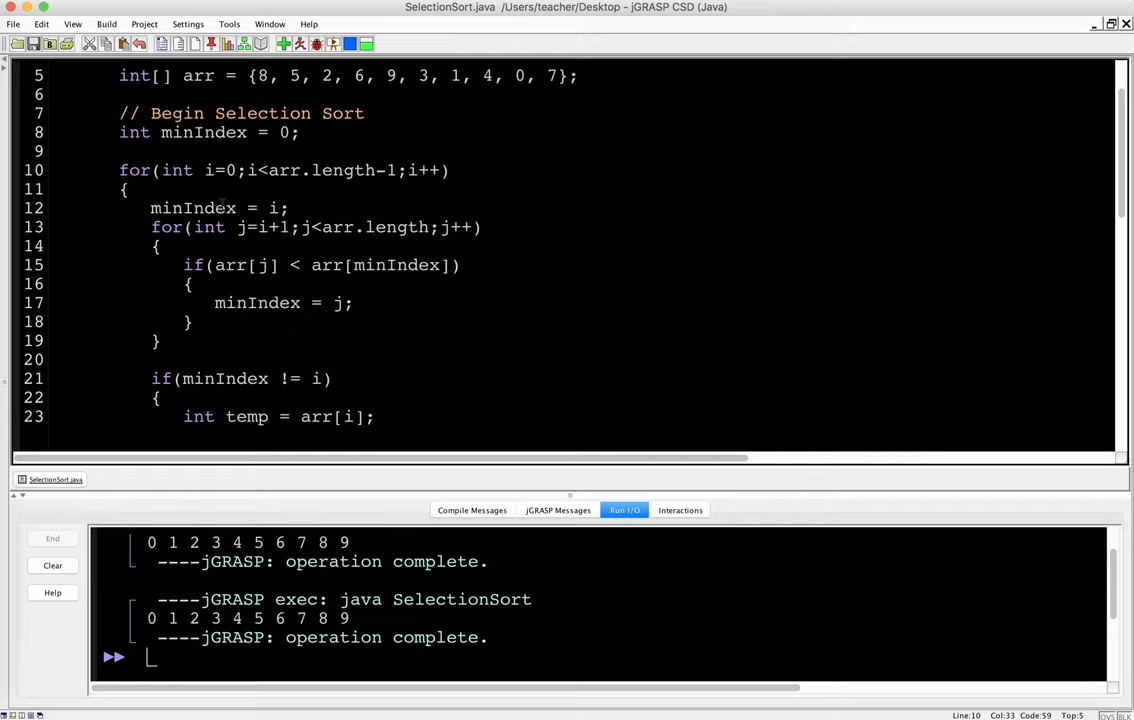 SelectionSort.java /Users/teacher/Desktop - jGRASP CSD (Java)
File Edit View Build Project Settings Tools Window Help
5 int[] arr = {8, 5, 2, 6, 9, 3, 1, 4, 0, 7};
6
7 // Begin Selection Sort
8 int minIndex = 0;
9
10 for(int i=0;i<arr.length-1;i++)
11 {
12 minIndex = i;
13 for(int j=i+1;j<arr.length;j++)
14 {
15 if(arr[j] < arr[minIndex])
16 {
17 minIndex = j;
18 }
19 }
20
21 if(minIndex != i)
22 {
23 int temp = arr[i];
SelectionSort.java
Compile Messages jGRASP Messages Run I/O Interactions
End
Clear
Help
0 1 2 3 4 5 6 7 8 9
----jGRASP: operation complete.
----jGRASP exec: java SelectionSort
0 1 2 3 4 5 6 7 8 9
----jGRASP: operation complete.
Line:10 Col:33 Code:59 Top:5 OVS BLK